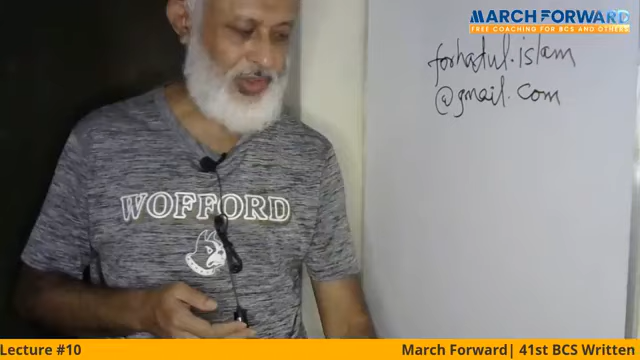 MARCH FORWARD
FREE COACHING FOR BCS AND OTHERS
forhadul.islam
@gmail.com
WOFFORD
Lecture #10
March Forward| 41st BCS Written